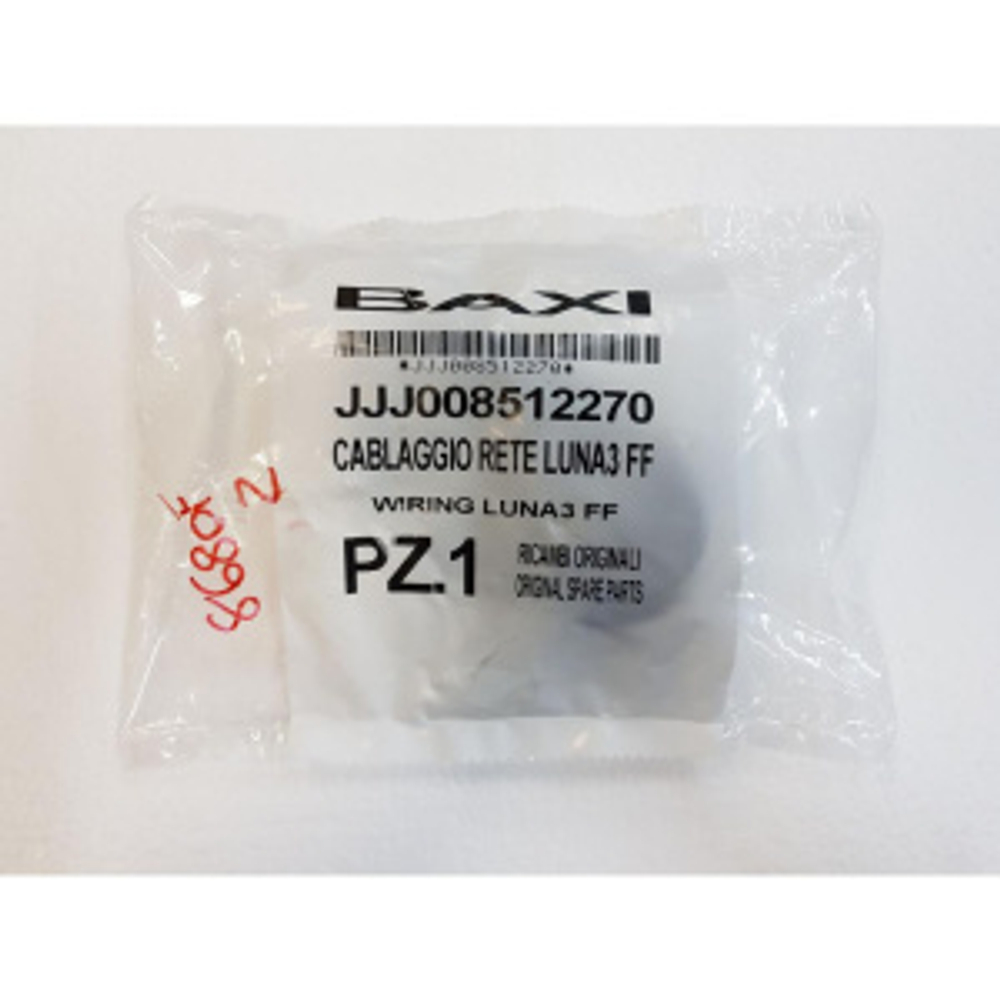 BAXI
*JJJ008512270*
JJJ008512270
CABLAGGIO RETE LUNA3 FF
WIRING LUNA3 FF
PZ.1
RICAMBI ORIGINALI
ORIGINAL SPARE PARTS
N